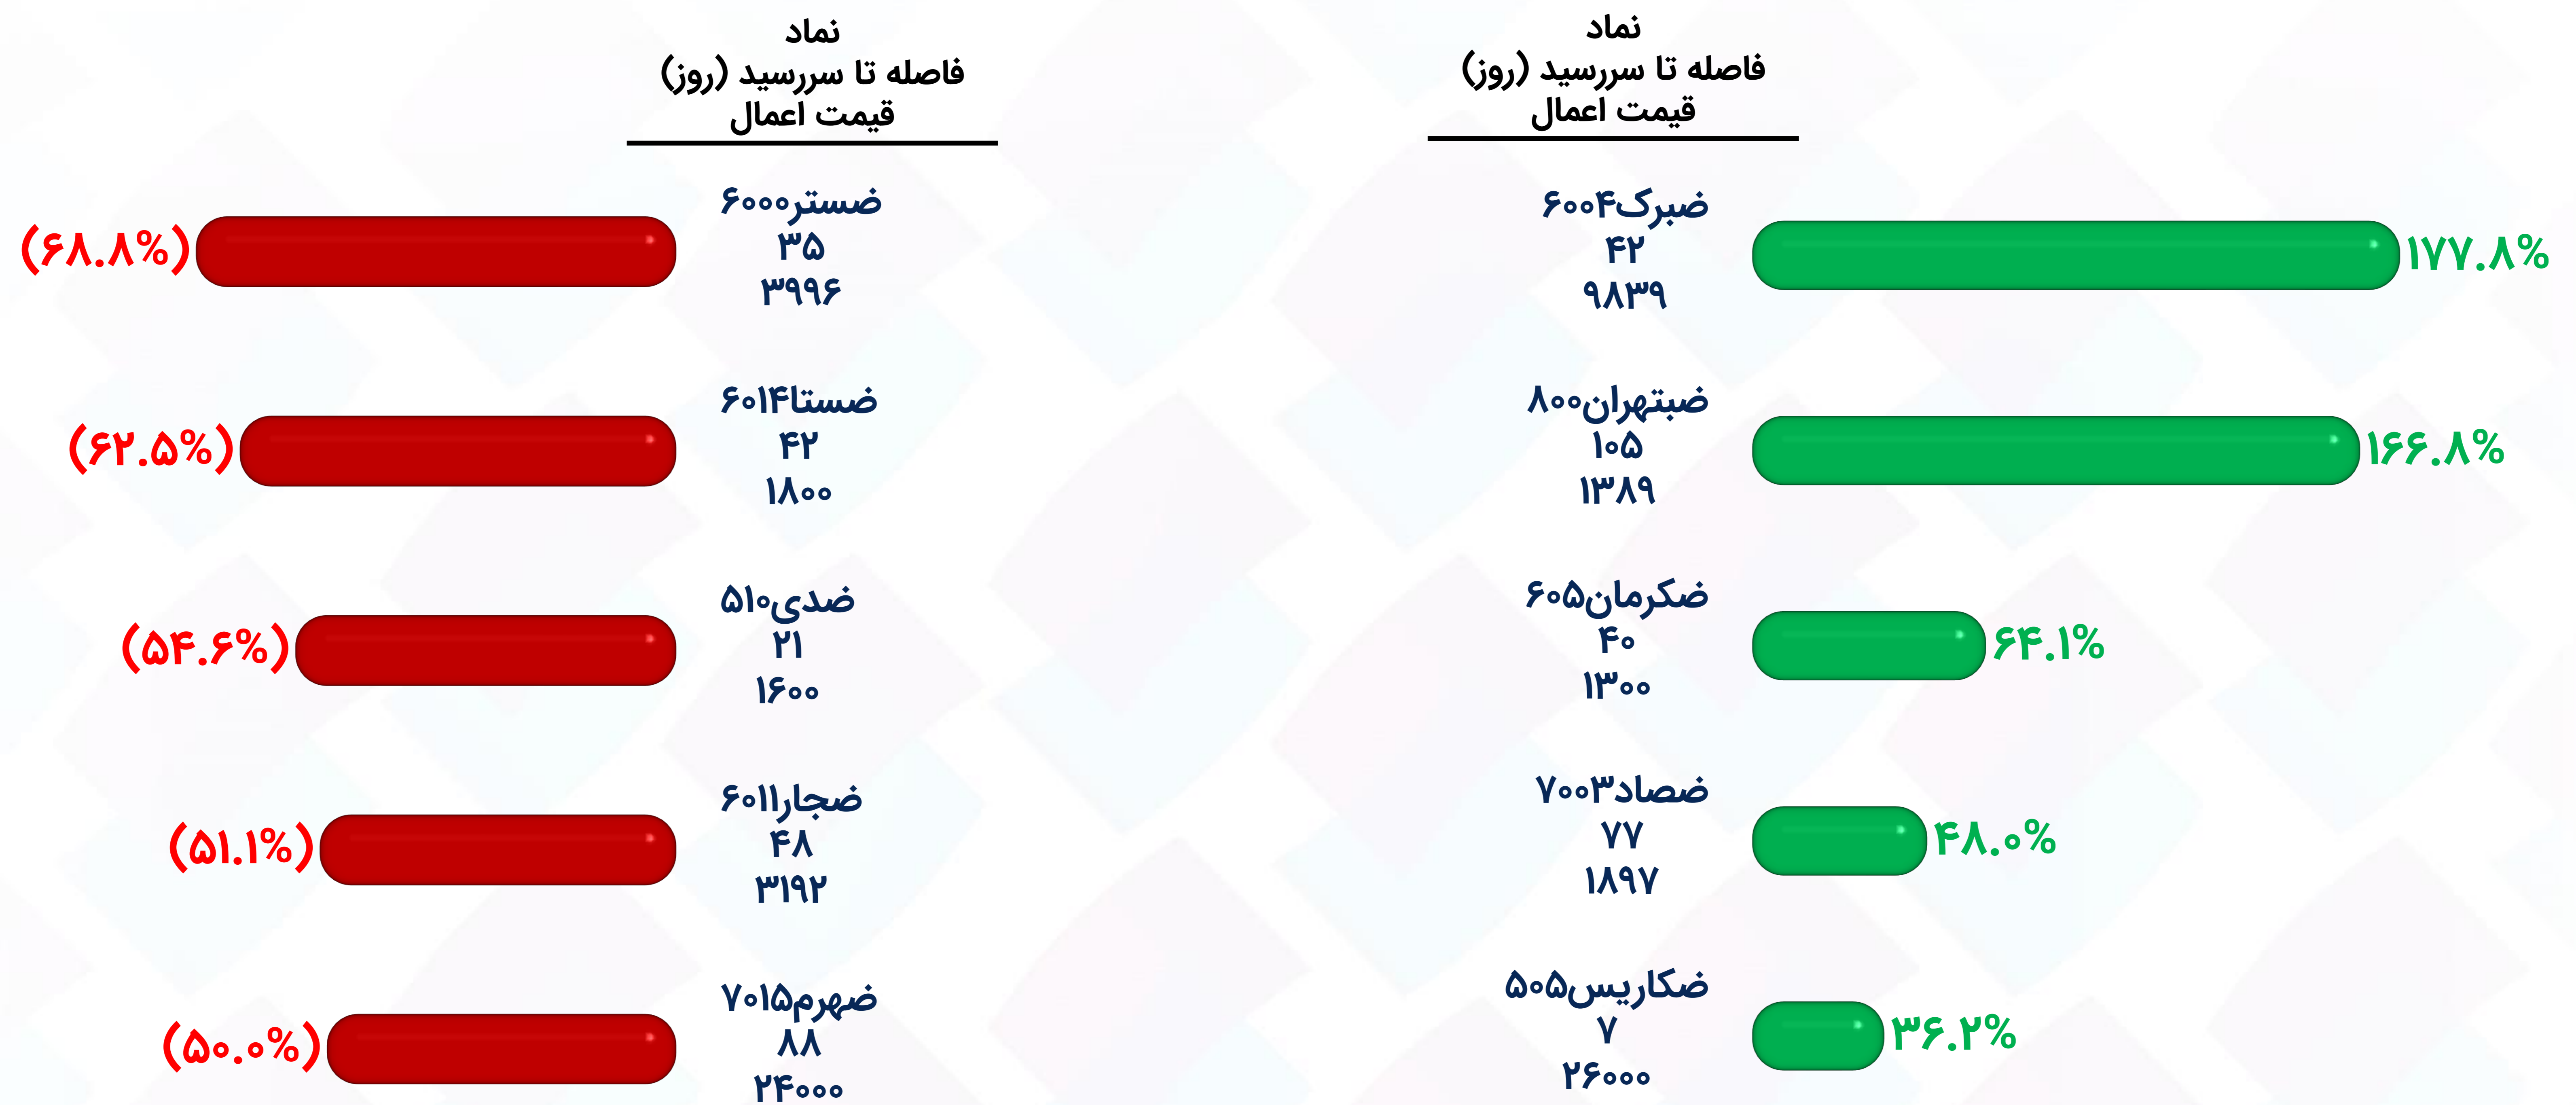 نماد
فاصله تا سررسید (روز)
قیمت اعمال
ضبرک۶۰۰۴
۴۲
۹۸۳۹
۱۷۷.۸%
ضبتهران۸۰۰
۱۰۵
۱۳۸۹
۱۶۶.۸%
ضکرمان۶۰۵
۴۰
۱۳۰۰
۶۴.۱%
ضصاد۷۰۰۳
۷۷
۱۸۹۷
۴۸.۰%
ضکاریس۵۰۵
۷
۲۶۰۰۰
۳۶.۲%
نماد
فاصله تا سررسید (روز)
قیمت اعمال
ضستر۶۰۰۰
۳۵
۳۹۹۶
(۶۸.۸%)
ضستا۶۰۱۴
۴۲
۱۸۰۰
(۶۲.۵%)
ضدی۵۱۰
۲۱
۱۶۰۰
(۵۴.۶%)
ضجار۶۰۱۱
۴۸
۳۱۹۲
(۵۱.۱%)
ضهرم۷۰۱۵
۸۸
۲۴۰۰۰
(۵۰.۰%)